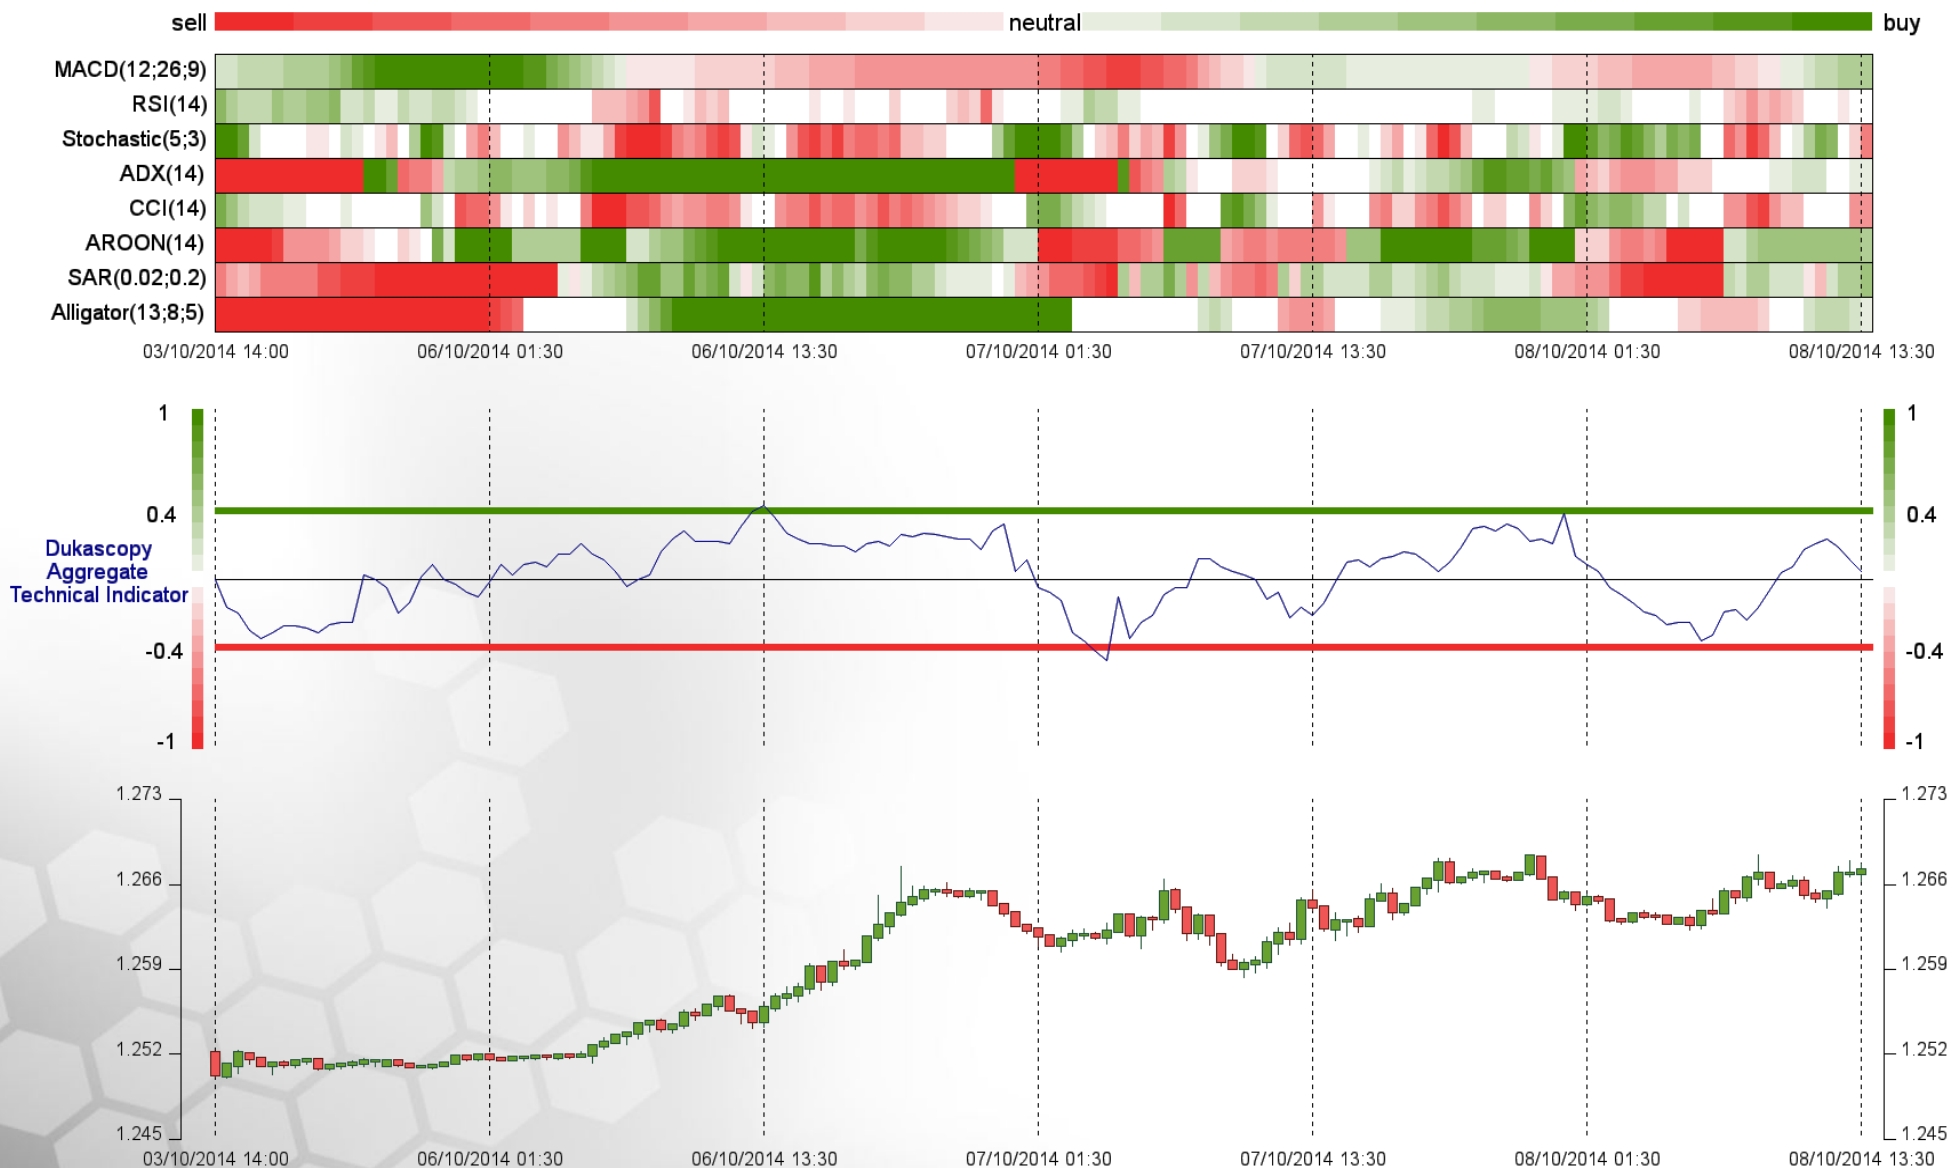 sell neutral buy
MACD(12;26;9)
RSI(14)
Stochastic(5;3)
ADX(14)
CCI(14)
AROON(14)
SAR(0.02;0.2)
Alligator(13;8;5)
03/10/2014 14:00 06/10/2014 01:30 06/10/2014 13:30 07/10/2014 01:30 07/10/2014 13:30 08/10/2014 01:30 08/10/2014 13:30
1 1
0.4 0.4
Dukascopy
Aggregate
Technical Indicator
-0.4 -0.4
-1 -1
1.273 1.273
1.266 1.266
1.259 1.259
1.252 1.252
1.245 1.245
03/10/2014 14:00 06/10/2014 01:30 06/10/2014 13:30 07/10/2014 01:30 07/10/2014 13:30 08/10/2014 01:30 08/10/2014 13:30